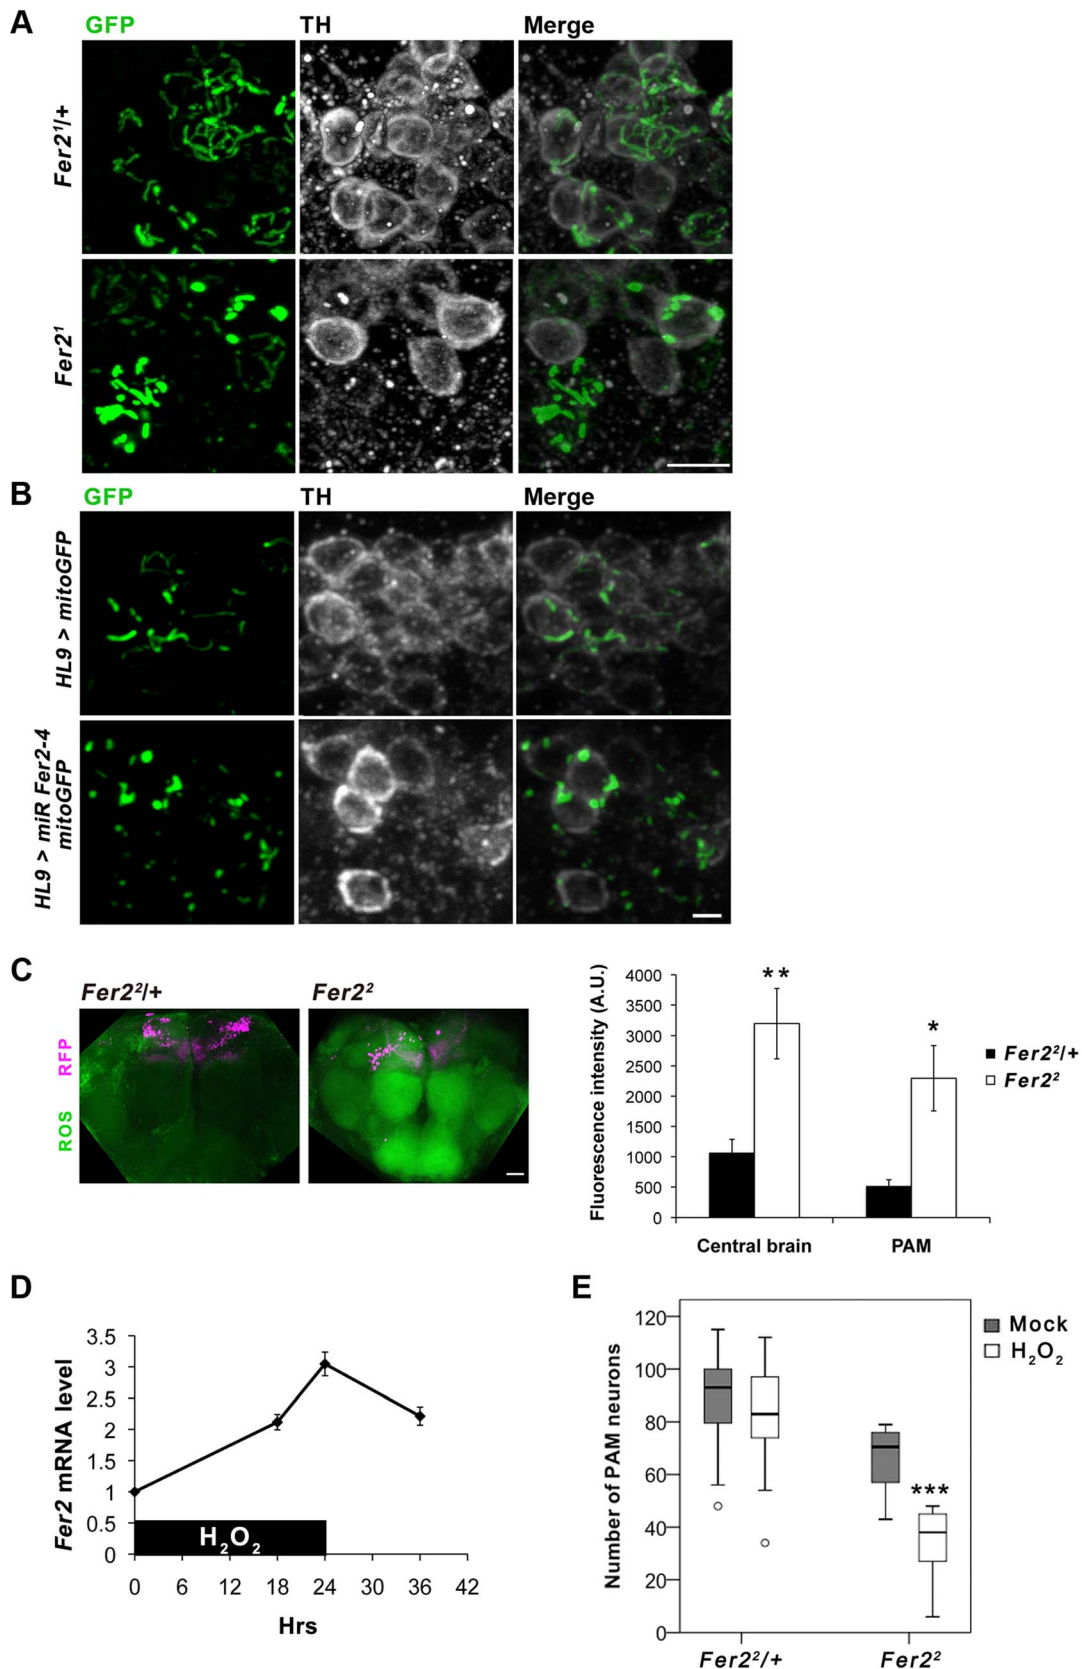 A
GFP TH Merge
Fer2¹/+
Fer2¹
B
GFP TH Merge
HL9 > mitoGFP
HL9 > miR Fer2-4
mitoGFP
C
Fer2²/+ Fer2²
ROS RFP
Fluorescence intensity (A.U.)
4000
3500
3000
2500
2000
1500
1000
500
0
**
*
Central brain PAM
Fer2²/+
Fer2²
D
Fer2 mRNA level
3.5
3
2.5
2
1.5
1
0.5
0
H₂O₂
0 6 12 18 24 30 36 42
Hrs
E
Number of PAM neurons
120
100
80
60
40
20
0
***
Mock
H₂O₂
Fer2²/+ Fer2²